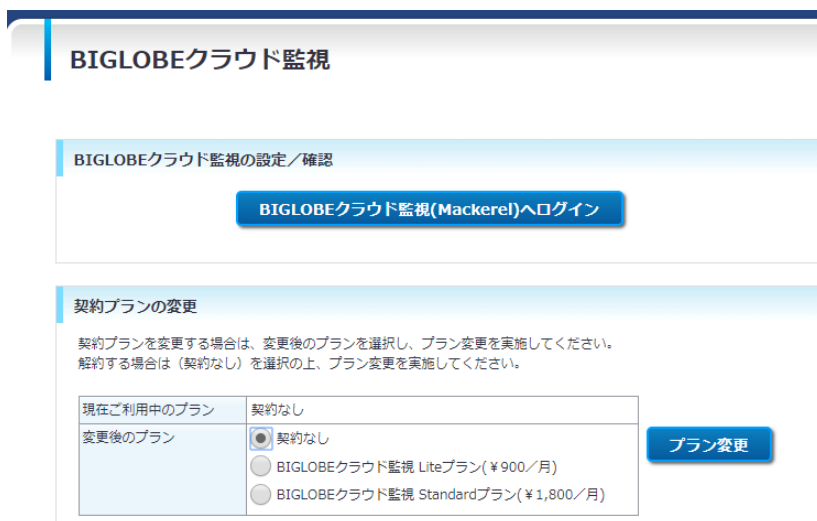 BIGLOBEクラウド監視
BIGLOBEクラウド監視の設定／確認
BIGLOBEクラウド監視(Mackerel)へログイン
契約プランの変更
契約プランを変更する場合は、変更後のプランを選択し、プラン変更を実施してください。
解約する場合は（契約なし）を選択の上、プラン変更を実施してください。
現在ご利用中のプラン 契約なし
変更後のプラン 契約なし
BIGLOBEクラウド監視 Liteプラン(¥900／月)
BIGLOBEクラウド監視 Standardプラン(¥1,800／月)
プラン変更